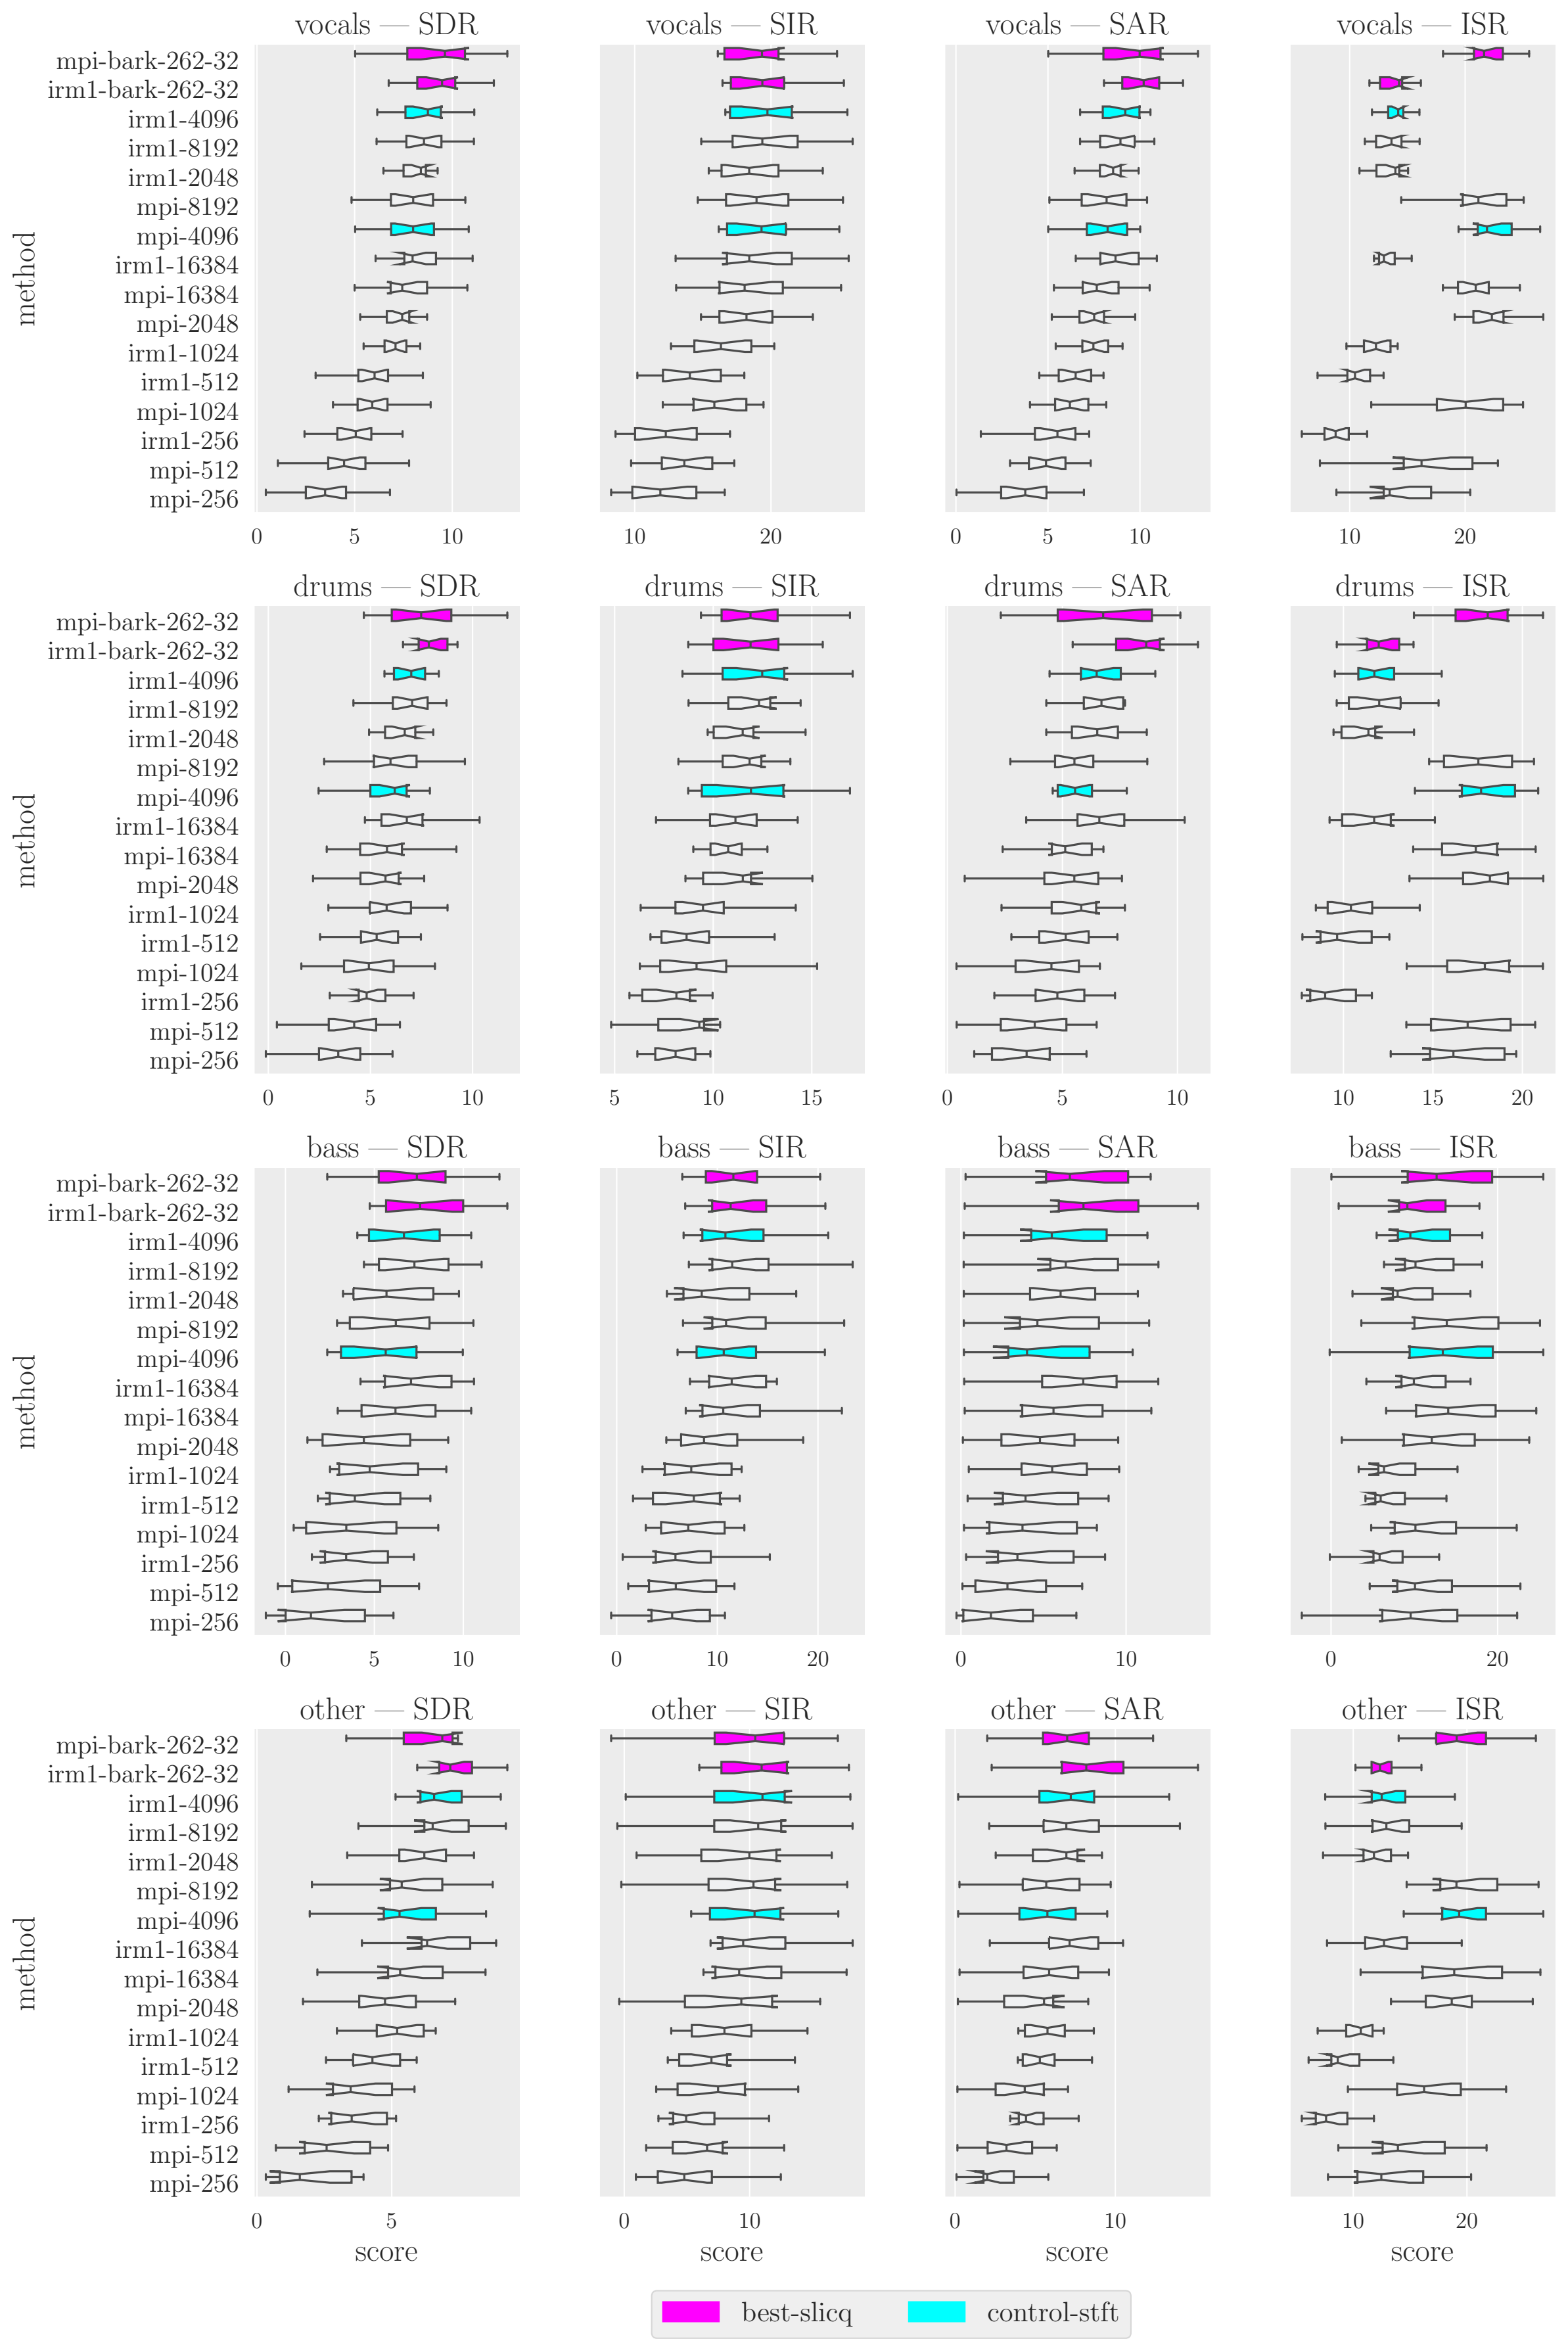 vocals — SDR vocals — SIR vocals — SAR vocals — ISR
method
mpi-bark-262-32
irm1-bark-262-32
irm1-4096
irm1-8192
irm1-2048
mpi-8192
mpi-4096
irm1-16384
mpi-16384
mpi-2048
irm1-1024
irm1-512
mpi-1024
irm1-256
mpi-512
mpi-256
0 5 10 10 20 0 5 10 10 20
drums — SDR drums — SIR drums — SAR drums — ISR
method
mpi-bark-262-32
irm1-bark-262-32
irm1-4096
irm1-8192
irm1-2048
mpi-8192
mpi-4096
irm1-16384
mpi-16384
mpi-2048
irm1-1024
irm1-512
mpi-1024
irm1-256
mpi-512
mpi-256
0 5 10 5 10 15 0 5 10 10 15 20
bass — SDR bass — SIR bass — SAR bass — ISR
method
mpi-bark-262-32
irm1-bark-262-32
irm1-4096
irm1-8192
irm1-2048
mpi-8192
mpi-4096
irm1-16384
mpi-16384
mpi-2048
irm1-1024
irm1-512
mpi-1024
irm1-256
mpi-512
mpi-256
0 5 10 0 10 20 0 10 0 20
other — SDR other — SIR other — SAR other — ISR
method
mpi-bark-262-32
irm1-bark-262-32
irm1-4096
irm1-8192
irm1-2048
mpi-8192
mpi-4096
irm1-16384
mpi-16384
mpi-2048
irm1-1024
irm1-512
mpi-1024
irm1-256
mpi-512
mpi-256
0 5 0 10 0 10 10 20
score score score score
best-slicq control-stft